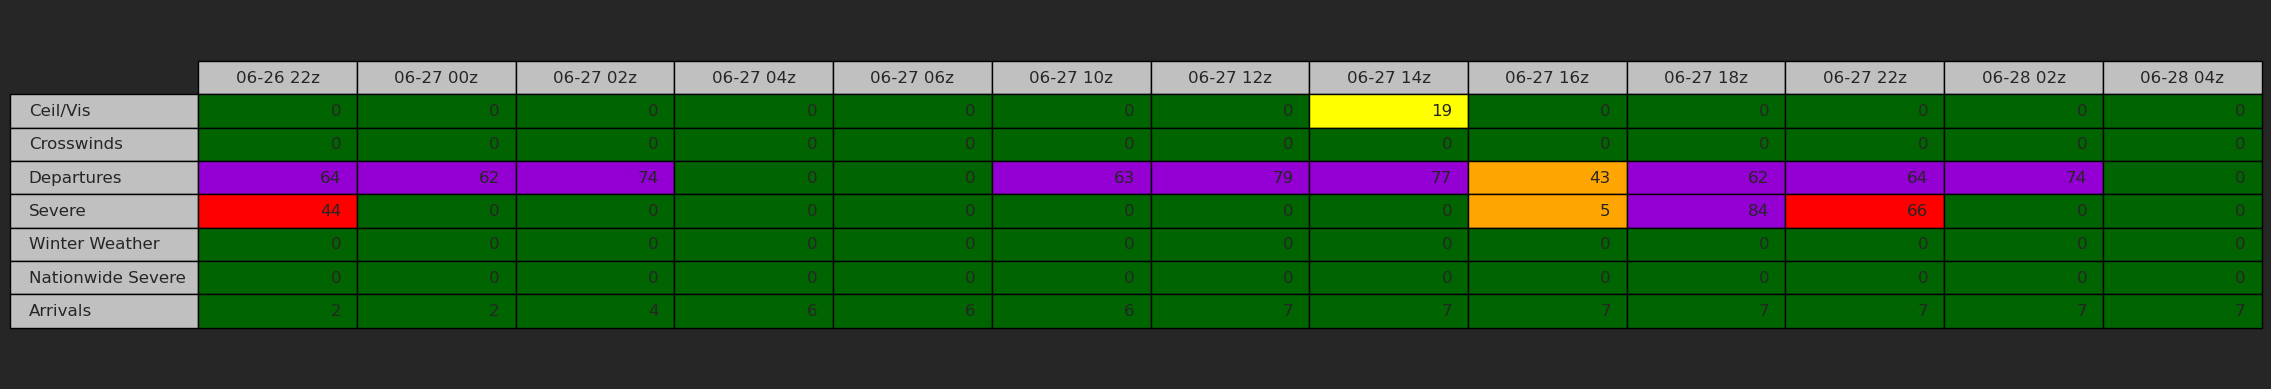 06-26 22z 06-27 00z 06-27 02z 06-27 04z 06-27 06z 06-27 10z 06-27 12z 06-27 14z 06-27 16z 06-27 18z 06-27 22z 06-28 02z 06-28 04z
Ceil/Vis 0 0 0 0 0 0 0 19 0 0 0 0 0
Crosswinds 0 0 0 0 0 0 0 0 0 0 0 0 0
Departures 64 62 74 0 0 63 79 77 43 62 64 74 0
Severe 44 0 0 0 0 0 0 0 5 84 66 0 0
Winter Weather 0 0 0 0 0 0 0 0 0 0 0 0 0
Nationwide Severe 0 0 0 0 0 0 0 0 0 0 0 0 0
Arrivals 2 2 4 6 6 6 7 7 7 7 7 7 7